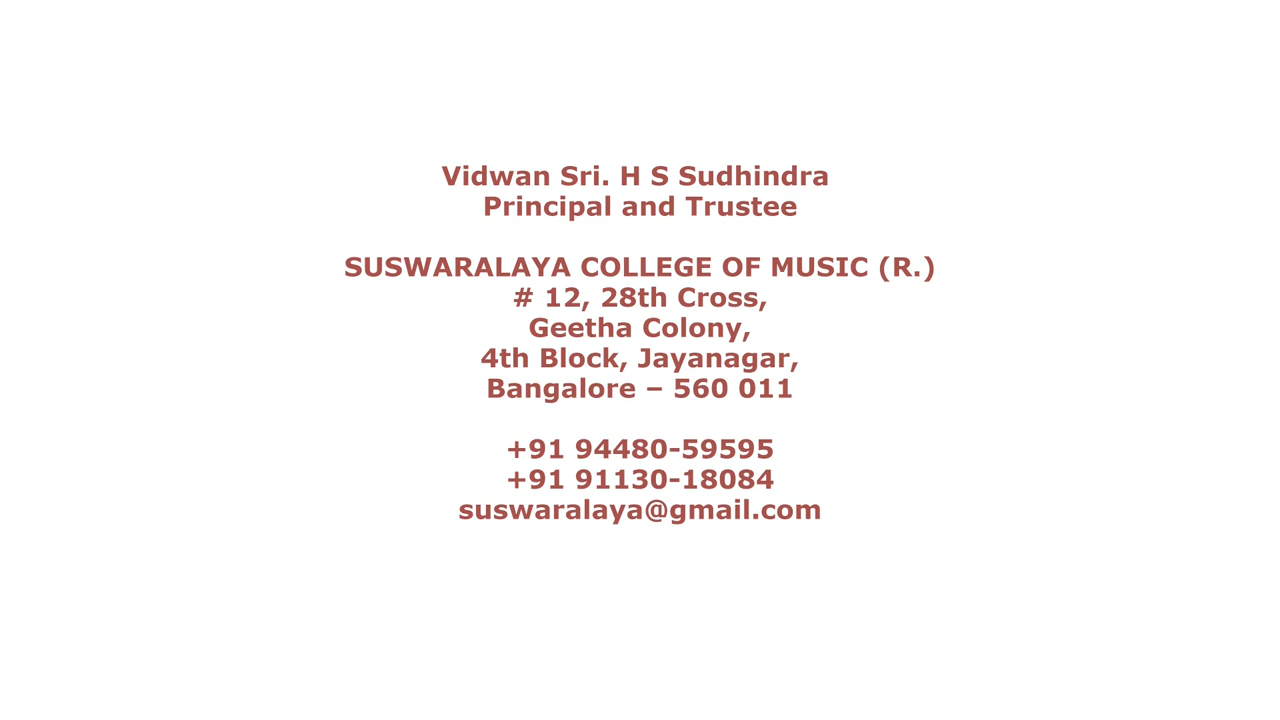 Vidwan Sri. H S Sudhindra
Principal and Trustee
SUSWARALAYA COLLEGE OF MUSIC (R.)
# 12, 28th Cross,
Geetha Colony,
4th Block, Jayanagar,
Bangalore – 560 011
+91 94480-59595
+91 91130-18084
suswaralaya@gmail.com